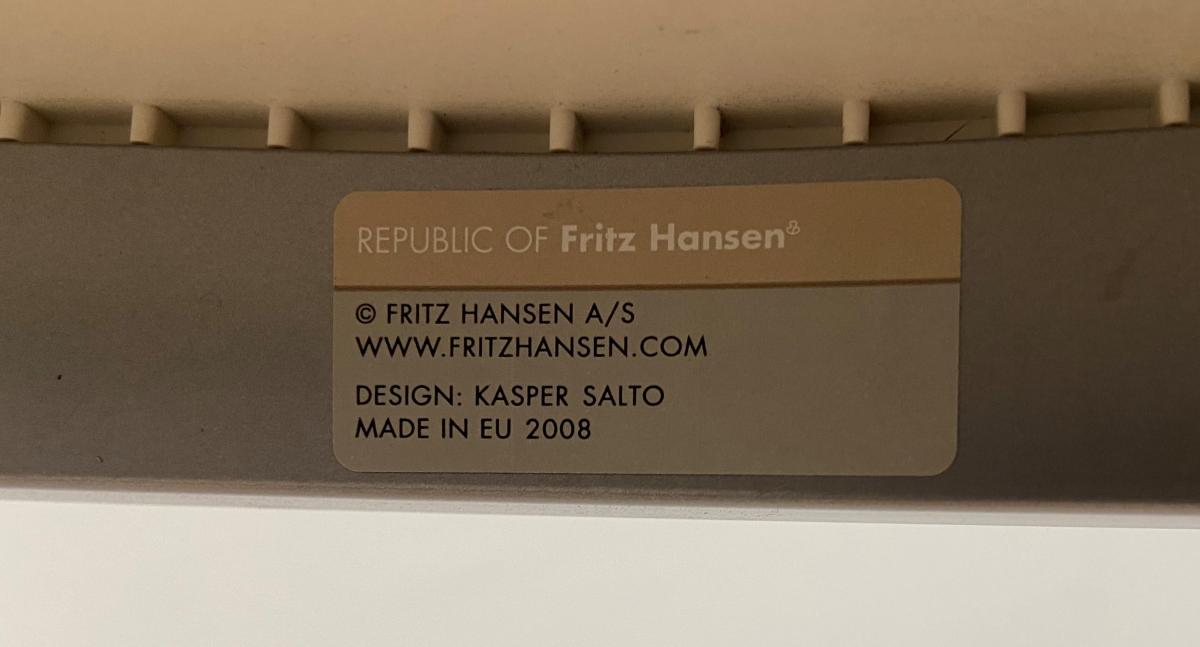 REPUBLIC OF Fritz Hansen
© FRITZ HANSEN A/S
WWW.FRITZHANSEN.COM
DESIGN: KASPER SALTO
MADE IN EU 2008